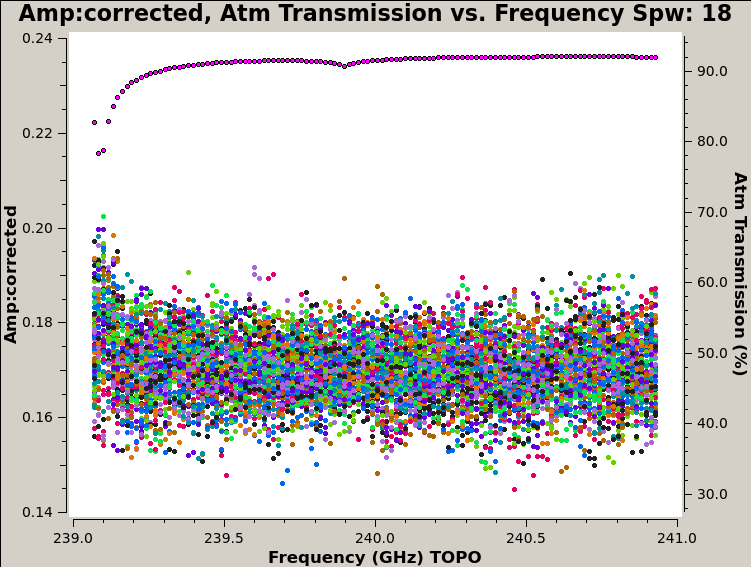 Amp:corrected, Atm Transmission vs. Frequency Spw: 18
0.24
0.22
0.20
0.18
0.16
0.14
Amp:corrected
90.0
80.0
70.0
60.0
50.0
40.0
30.0
Atm Transmission (%)
239.0 239.5 240.0 240.5 241.0
Frequency (GHz) TOPO